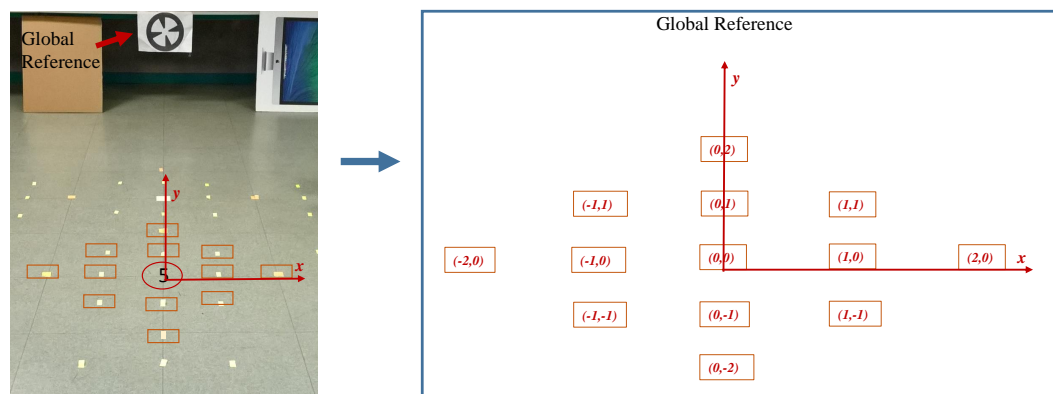 Global
Reference
y
5
x
Global Reference
y
(0,2)
(-1,1) (0,1) (1,1)
(-2,0) (-1,0) (0,0) (1,0) (2,0)
x
(-1,-1) (0,-1) (1,-1)
(0,-2)